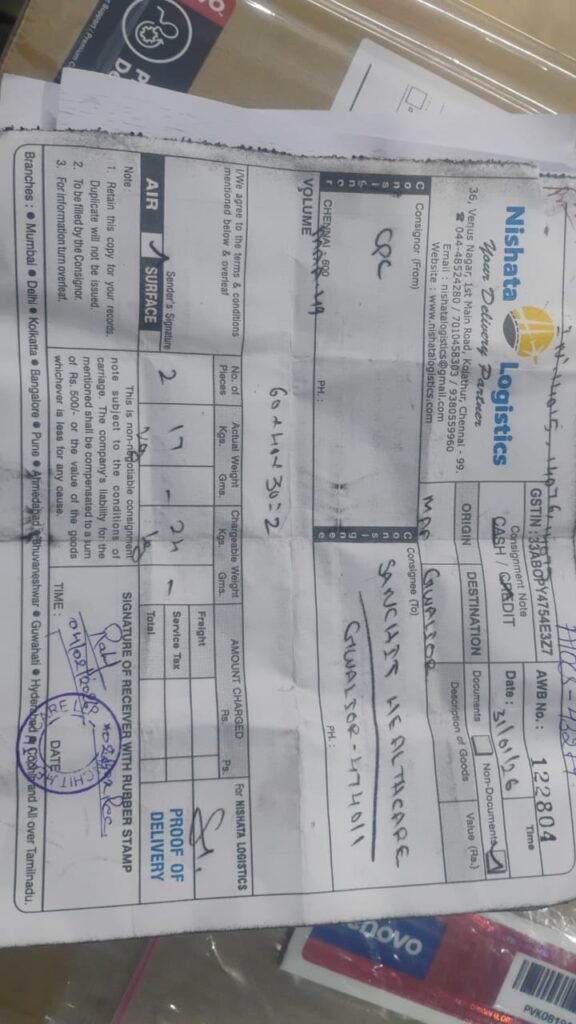 Nishata Logistics
Your Delivery Partner
36, Venus Nagar, 1st Main Road, Kolathur, Chennai - 99.
☎ 044-48524280 / 7010458303 / 9380559960
Email : nishatalogistics@gmail.com
Website : www.nishatalogistics.com
GSTIN :33ABOPY4754E3Z7
Consignment Note
CASH / CREDIT
AWB No. : 122804
Date : 31/01/26
Time
ORIGIN
MAA
DESTINATION
GWALIOR
Documents
Non-Documents
Description of Goods
Value (Rs.)
Consignor
Consignor (From)
CPC
CHENNAI - 600
PH. :
Consignee
Consignee (To)
SANCHIT HEALTHCARE
GWALIOR - 474011
PH. :
VOLUME
60 x 40 x 30 = 2
I/We agree to the terms & conditions
mentioned below & overleaf
Sender's Signature
AIR ✓ SURFACE
No. of Pieces
2
Actual Weight
Kgs. Gms.
17 -
Chargeable Weight
Kgs. Gms.
24 -
AMOUNT CHARGED
Rs. Ps.
Freight
Service Tax
Total
For NISHATA LOGISTICS
PROOF OF
DELIVERY
Note :
1. Retain this copy for your records.
Duplicate will not be issued.
2. To be filled by the Consignor.
3. For Information turn overleaf.
This is non-negotiable consignment
note subject to the conditions of
carriage. The company's liability for the
mentioned shall be compensated to a sum
of Rs. 500/- or the value of the goods
whichever is less for any cause.
SIGNATURE OF RECEIVER WITH RUBBER STAMP
TIME :
DATE
Branches : ● Mumbai ● Delhi ● Kolkatta ● Bangalore ● Pune ● Ahmedabad ● Bhuvaneshwar ● Guwahati ● Hyderabad ● Cochin and All over Tamilnadu.